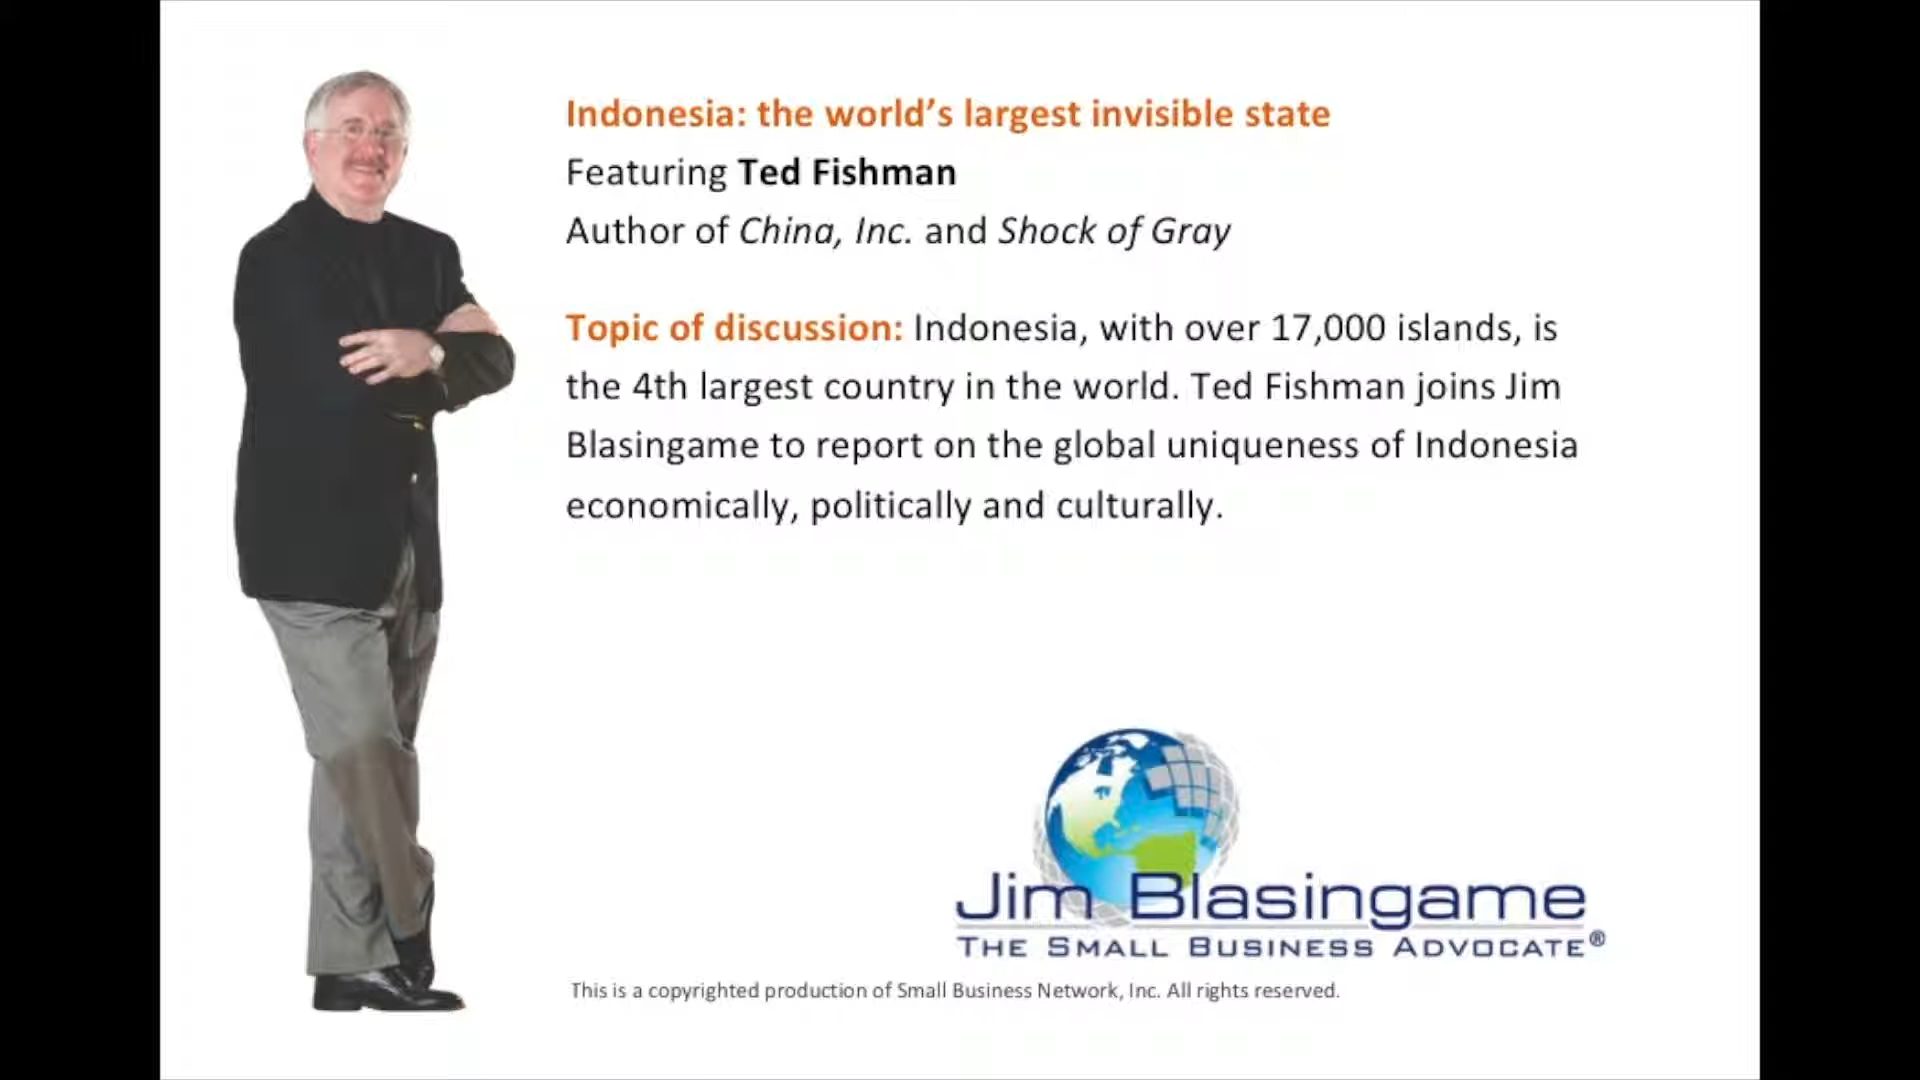 Indonesia: the world’s largest invisible state
Featuring Ted Fishman
Author of China, Inc. and Shock of Gray
Topic of discussion: Indonesia, with over 17,000 islands, is
the 4th largest country in the world. Ted Fishman joins Jim
Blasingame to report on the global uniqueness of Indonesia
economically, politically and culturally.
Jim Blasingame
THE SMALL BUSINESS ADVOCATE®
This is a copyrighted production of Small Business Network, Inc. All rights reserved.